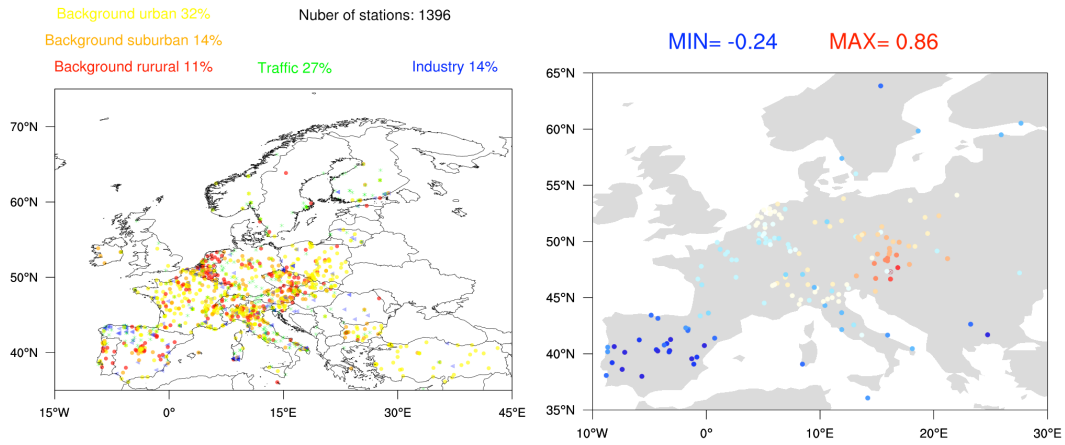 Background urban 32%
Nuber of stations: 1396
Background suburban 14%
Background rurural 11%
Traffic 27%
Industry 14%
70°N
60°N
50°N
40°N
15°W 0° 15°E 30°E 45°E
MIN= -0.24 MAX= 0.86
65°N
60°N
55°N
50°N
45°N
40°N
35°N
10°W 0° 10°E 20°E 30°E